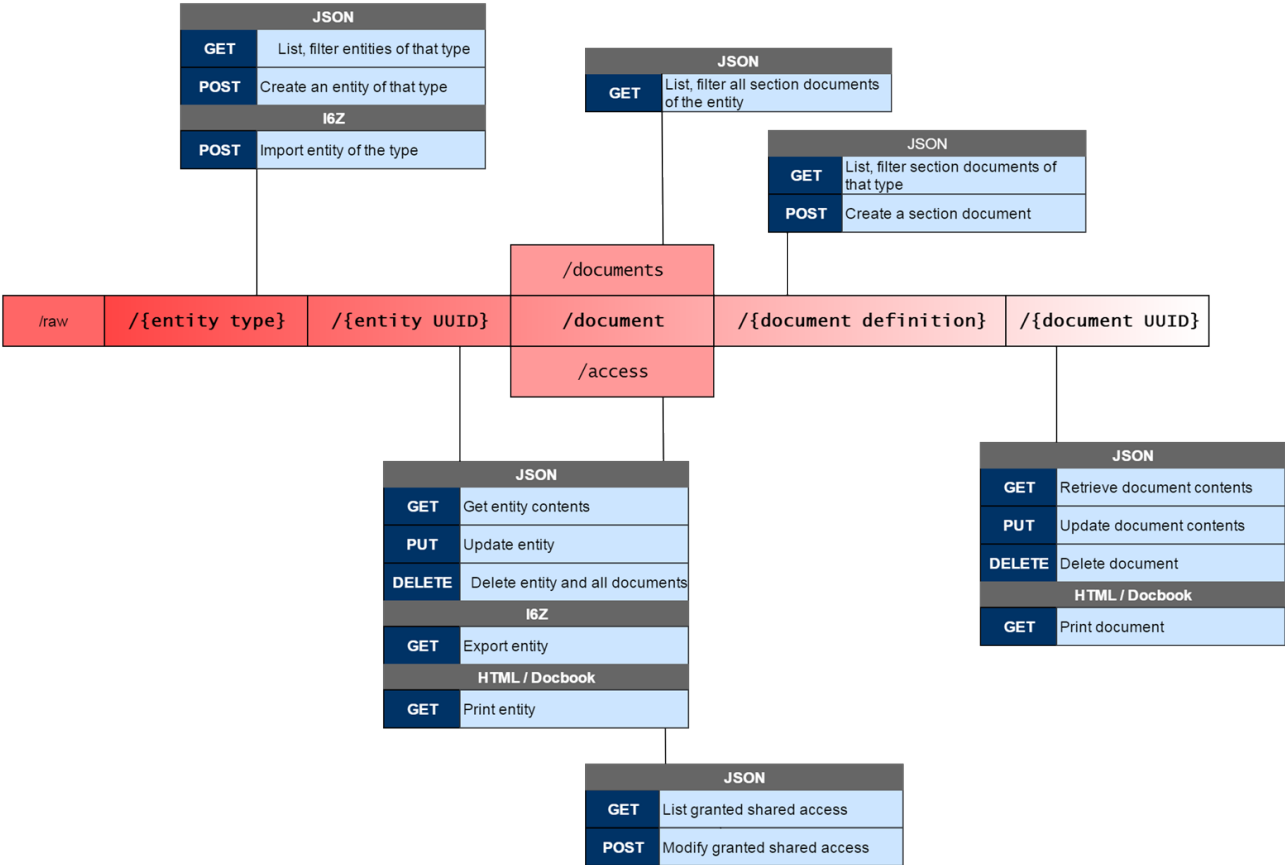 JSON
GET List, filter entities of that type
POST Create an entity of that type
I6Z
POST Import entity of the type
JSON
GET List, filter all section documents
of the entity
JSON
GET List, filter section documents of
that type
POST Create a section document
/documents
/raw /{entity type} /{entity UUID} /document /{document definition} /{document UUID}
/access
JSON
GET Get entity contents
PUT Update entity
DELETE Delete entity and all documents
I6Z
GET Export entity
HTML / Docbook
GET Print entity
JSON
GET Retrieve document contents
PUT Update document contents
DELETE Delete document
HTML / Docbook
GET Print document
JSON
GET List granted shared access
POST Modify granted shared access